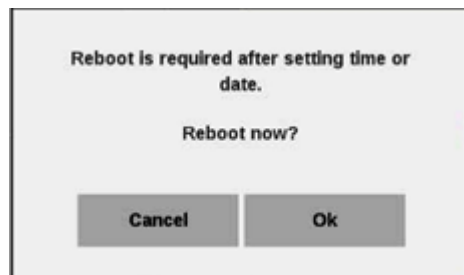 Reboot is required after setting time or
date.
Reboot now?
Cancel
Ok